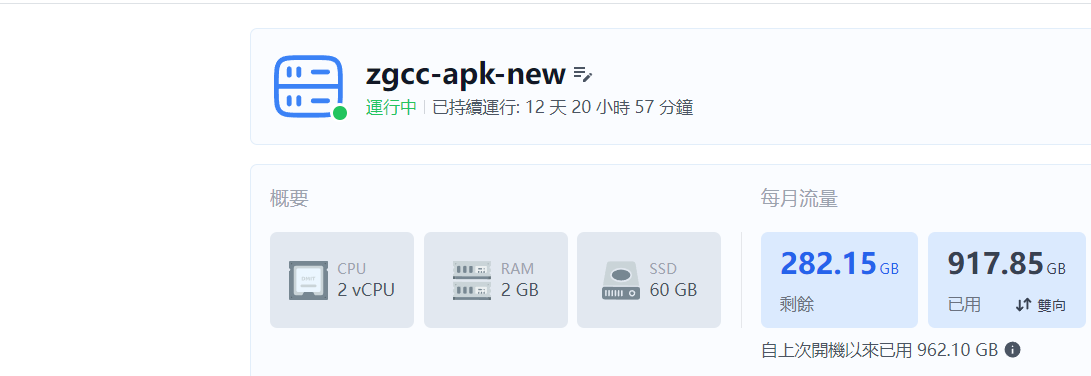 zgcc-apk-new
運行中 | 已持續運行: 12 天 20 小時 57 分鐘
概要
CPU
2 vCPU
RAM
2 GB
SSD
60 GB
每月流量
282.15 GB
剩餘
917.85 GB
已用 雙向
自上次開機以來已用 962.10 GB